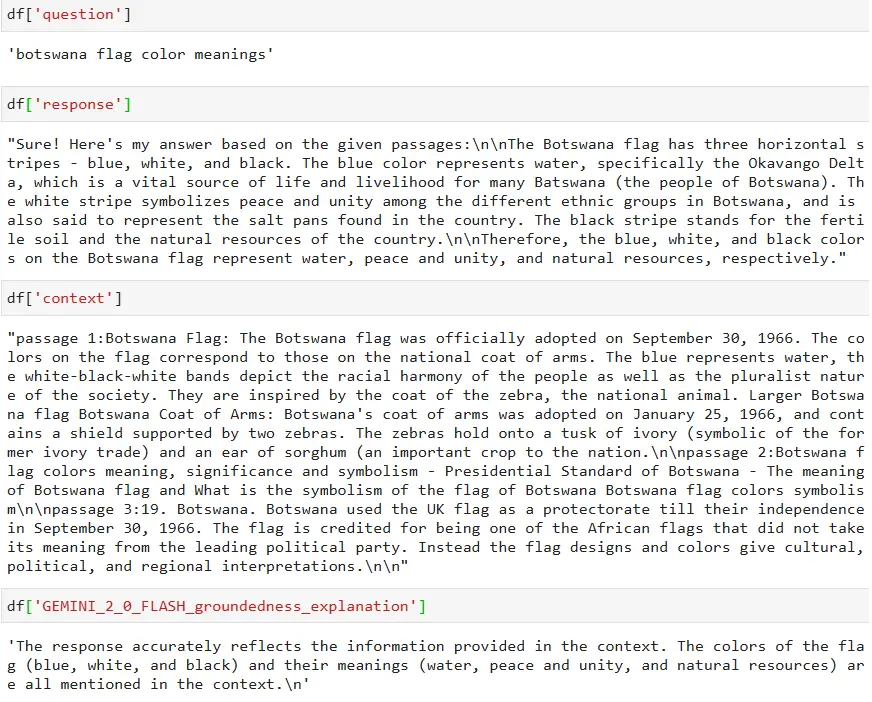 df['question']
'botswana flag color meanings'
df['response']
"Sure! Here's my answer based on the given passages:\n\nThe Botswana flag has three horizontal s
tripes - blue, white, and black. The blue color represents water, specifically the Okavango Delt
a, which is a vital source of life and livelihood for many Batswana (the people of Botswana). Th
e white stripe symbolizes peace and unity among the different ethnic groups in Botswana, and is
also said to represent the salt pans found in the country. The black stripe stands for the ferti
le soil and the natural resources of the country.\n\nTherefore, the blue, white, and black color
s on the Botswana flag represent water, peace and unity, and natural resources, respectively."
df['context']
"passage 1:Botswana Flag: The Botswana flag was officially adopted on September 30, 1966. The co
lors on the flag correspond to those on the national coat of arms. The blue represents water, th
e white-black-white bands depict the racial harmony of the people as well as the pluralist natur
e of the society. They are inspired by the coat of the zebra, the national animal. Larger Botswa
na flag Botswana Coat of Arms: Botswana's coat of arms was adopted on January 25, 1966, and cont
ains a shield supported by two zebras. The zebras hold onto a tusk of ivory (symbolic of the for
mer ivory trade) and an ear of sorghum (an important crop to the nation.\n\npassage 2:Botswana f
lag colors meaning, significance and symbolism - Presidential Standard of Botswana - The meaning
of Botswana flag and What is the symbolism of the flag of Botswana Botswana flag colors symbolis
m\n\npassage 3:19. Botswana. Botswana used the UK flag as a protectorate till their independence
in September 30, 1966. The flag is credited for being one of the African flags that did not take
its meaning from the leading political party. Instead the flag designs and colors give cultural,
political, and regional interpretations.\n\n"
df['GEMINI_2_0_FLASH_groundedness_explanation']
'The response accurately reflects the information provided in the context. The colors of the fla
g (blue, white, and black) and their meanings (water, peace and unity, and natural resources) ar
e all mentioned in the context.\n'